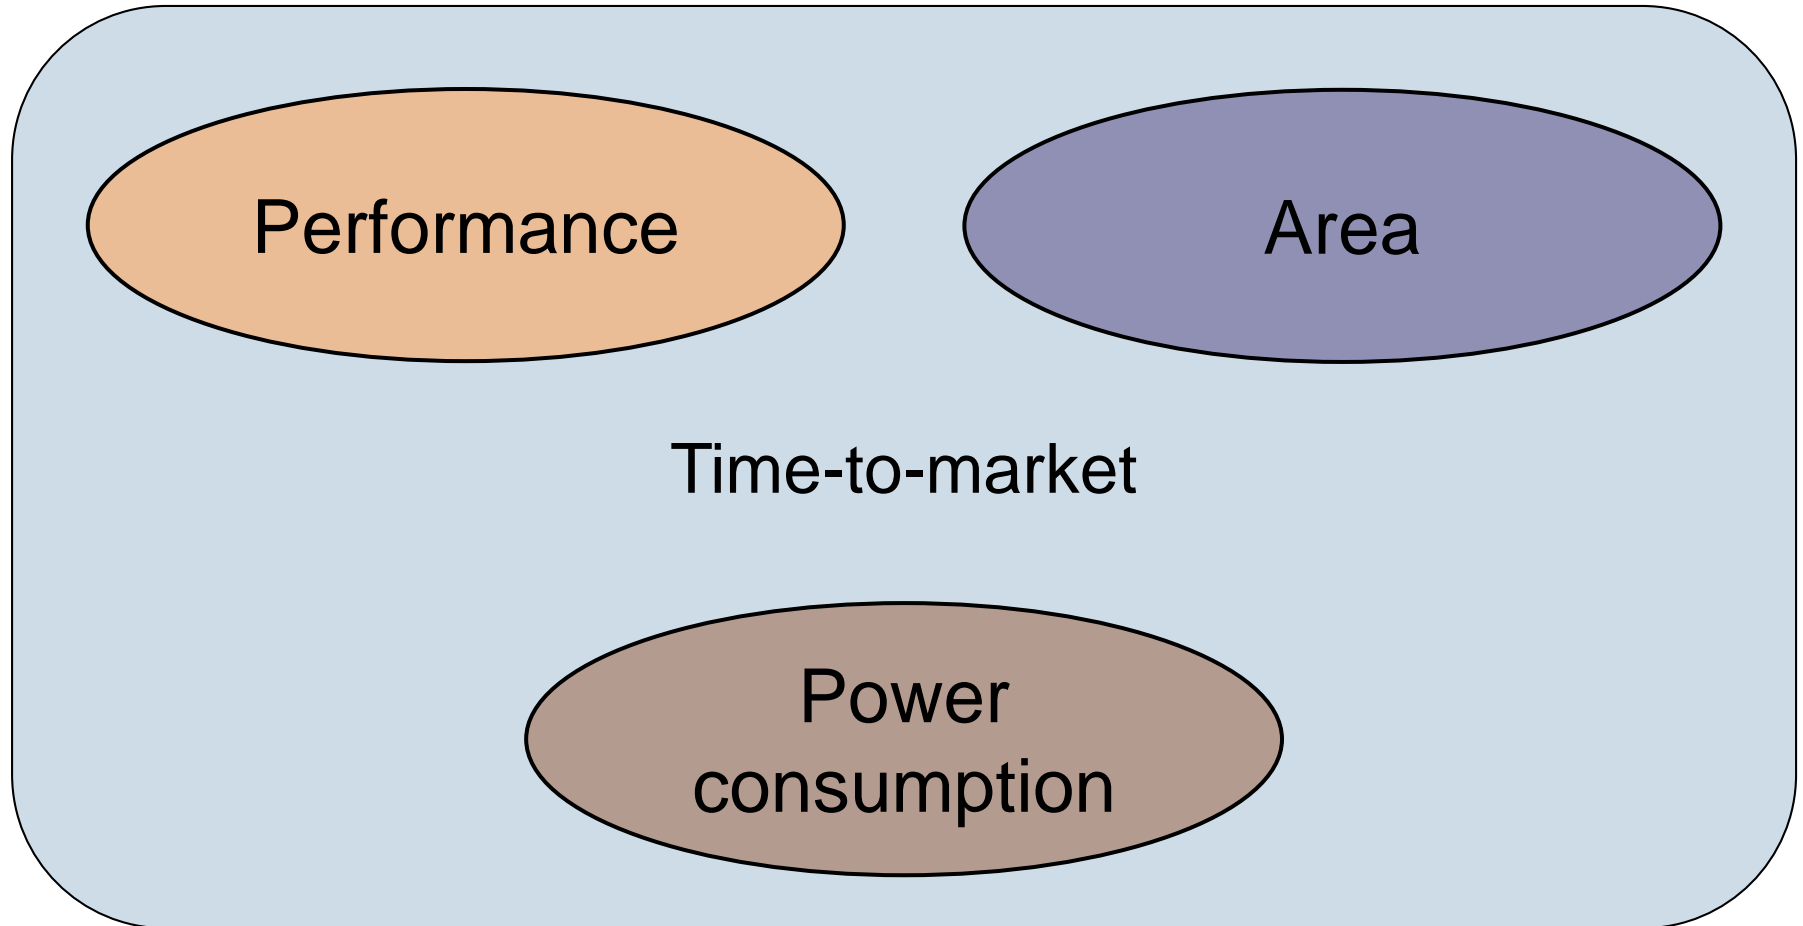 Performance
Area
Time-to-market
Power
consumption